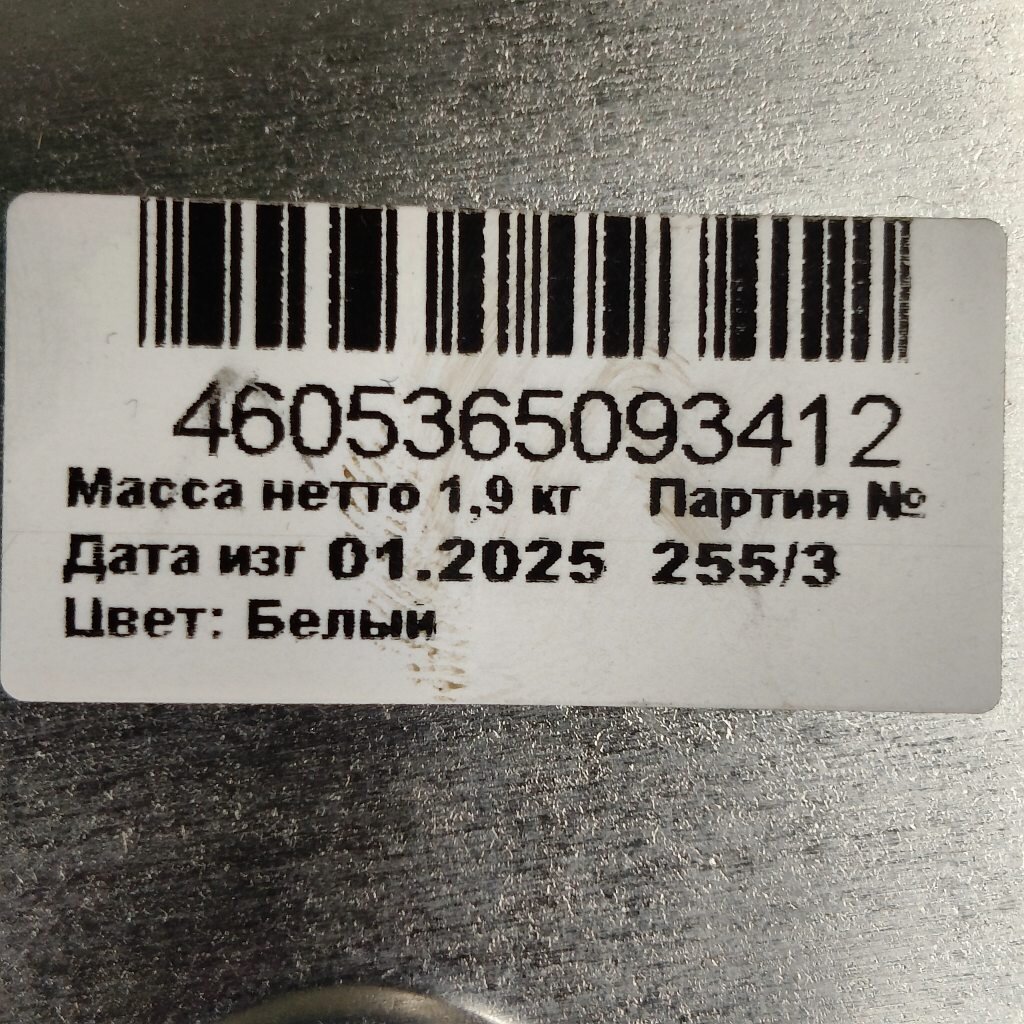 4605365093412
Масса нетто 1,9 кг Партия №
Дата изг 01.2025 255/3
Цвет: Белый